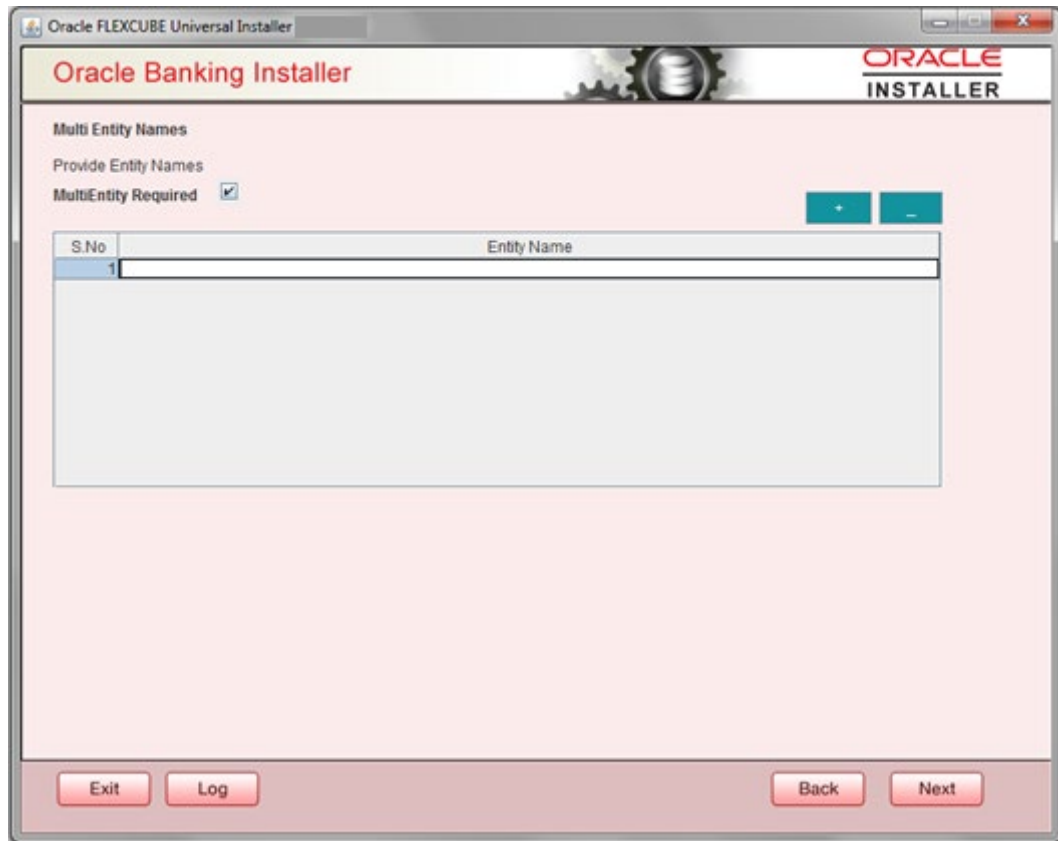 Oracle FLEXCUBE Universal Installer
Oracle Banking Installer
ORACLE
INSTALLER
Multi Entity Names
Provide Entity Names
MultiEntity Required
+ _
S.No Entity Name
1
Exit Log Back Next